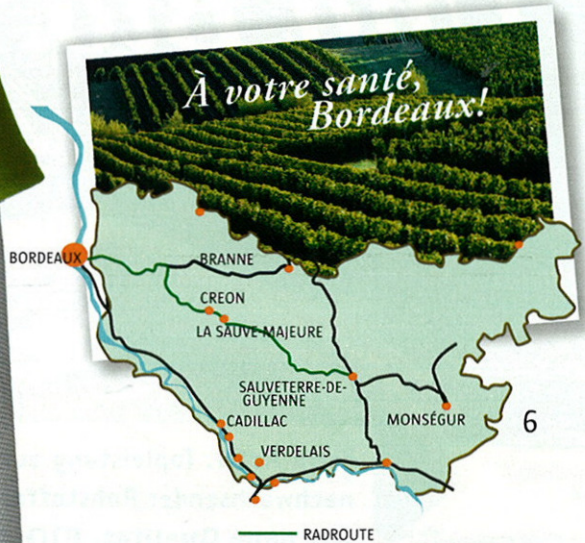 À votre santé,
Bordeaux!
BORDEAUX
BRANNE
CREON
LA SAUVE-MAJEURE
SAUVETERRE-DE-
GUYENNE
CADILLAC
MONSÉGUR
6
VERDELAIS
RADROUTE